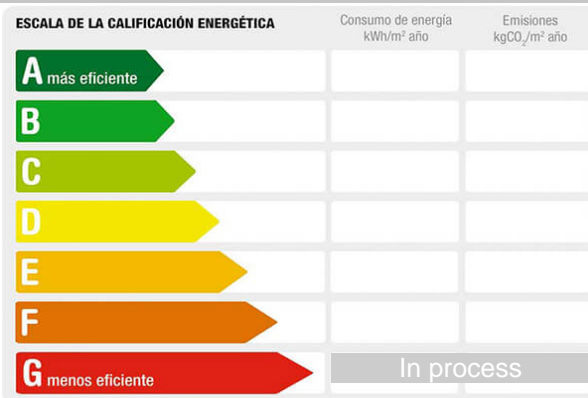 ESCALA DE LA CALIFICACIÓN ENERGÉTICA
Consumo de energía
kWh/m² año
Emisiones
kgCO₂/m² año
A más eficiente
B
C
D
E
F
G menos eficiente
In process